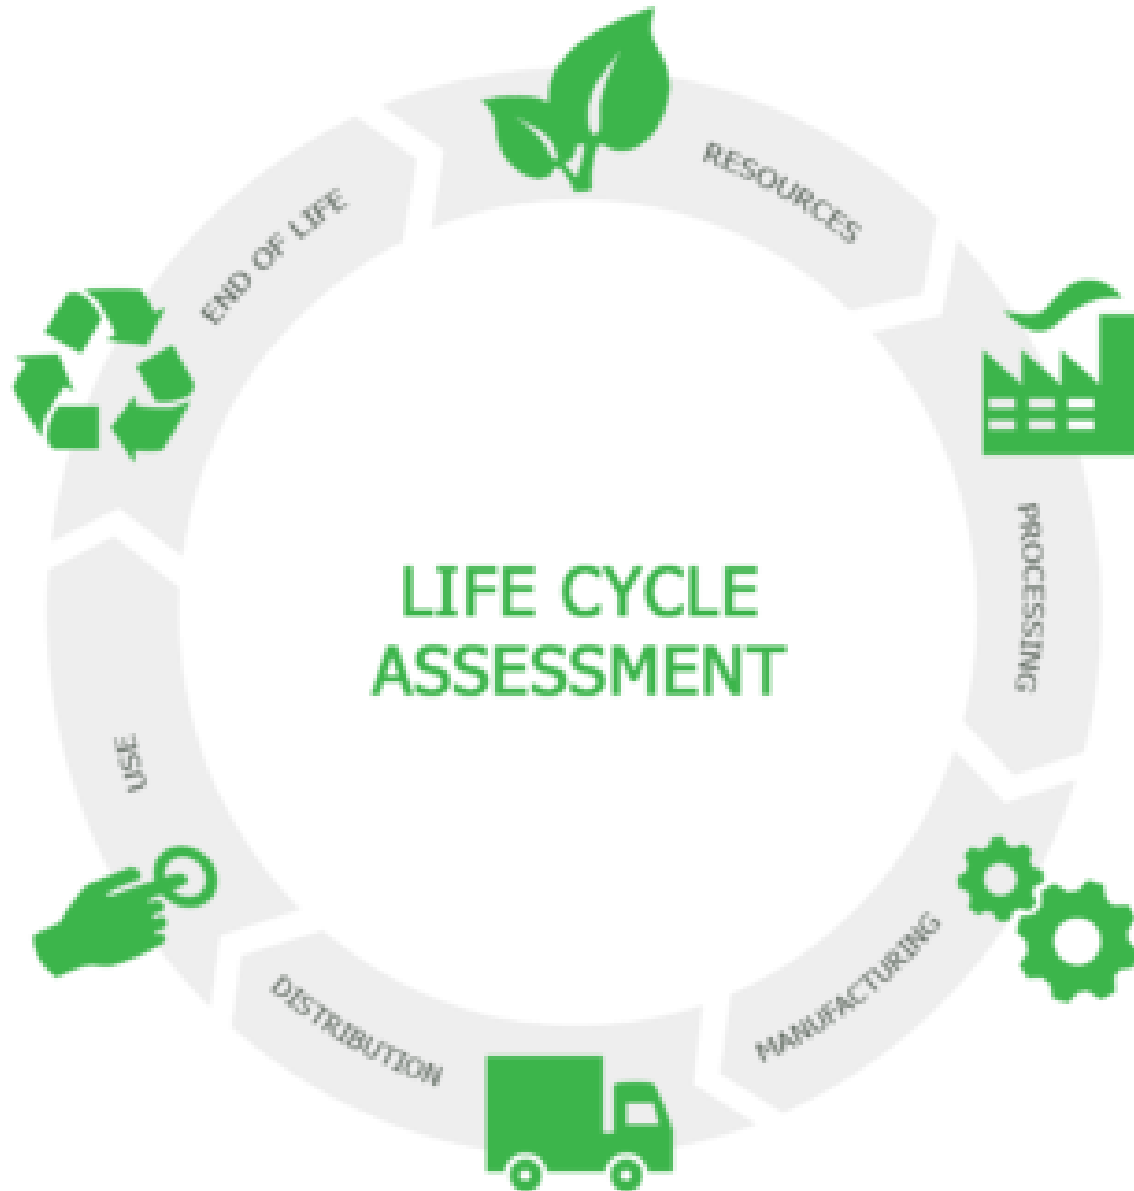 LIFE CYCLE
ASSESSMENT
RESOURCES
PROCESSING
MANUFACTURING
DISTRIBUTION
USE
END OF LIFE